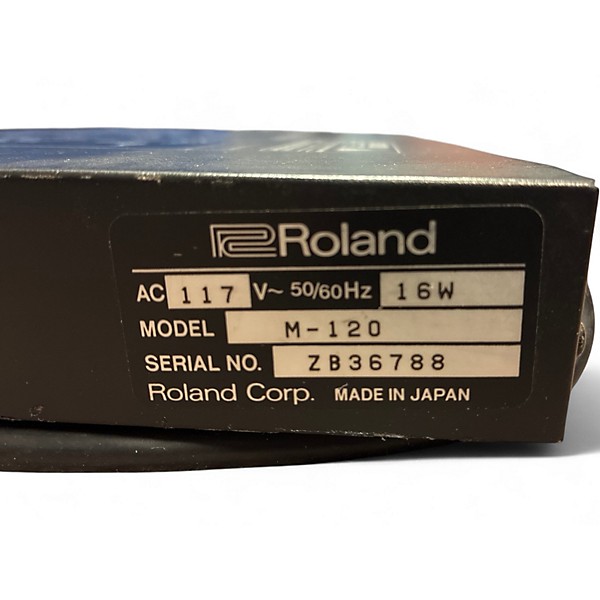 Roland
AC 117 V~ 50/60Hz 16W
MODEL M-120
SERIAL NO. ZB36788
Roland Corp. MADE IN JAPAN